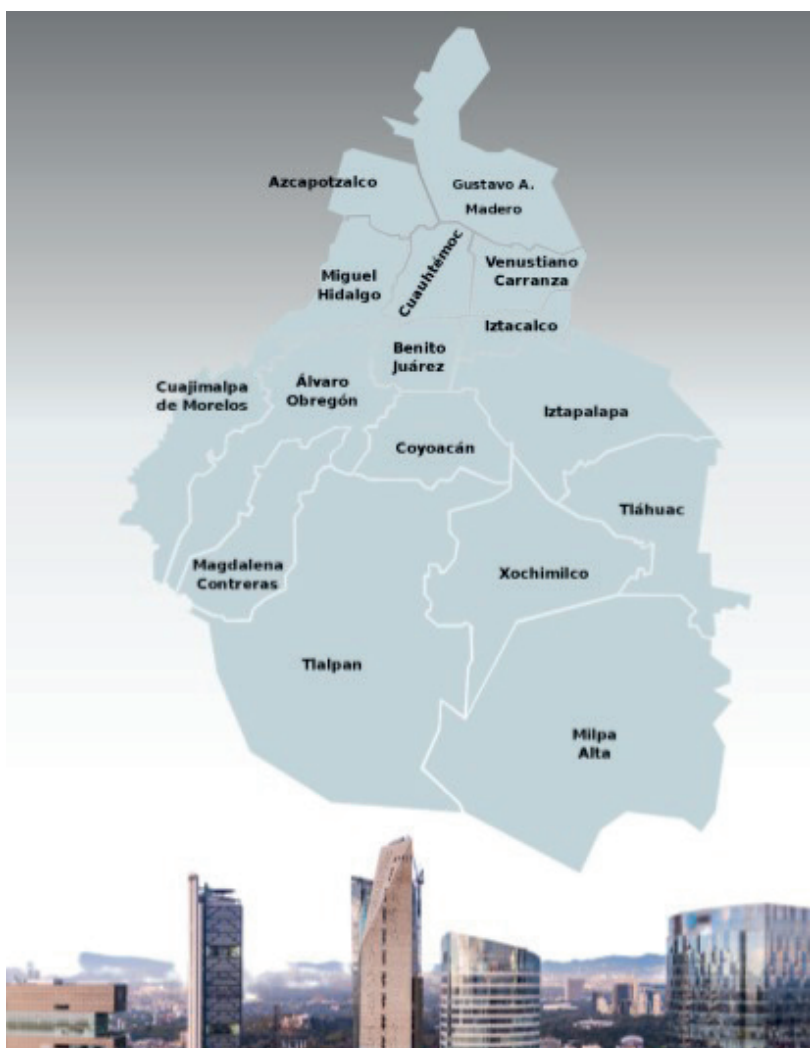 Azcapotzalco
Gustavo A.
Madero
Cuauhtémoc
Venustiano
Carranza
Miguel
Hidalgo
Iztacalco
Benito
Juárez
Cuajimalpa
de Morelos
Álvaro
Obregón
Iztapalapa
Coyoacán
Tláhuac
Magdalena
Contreras
Xochimilco
Tlalpan
Milpa
Alta